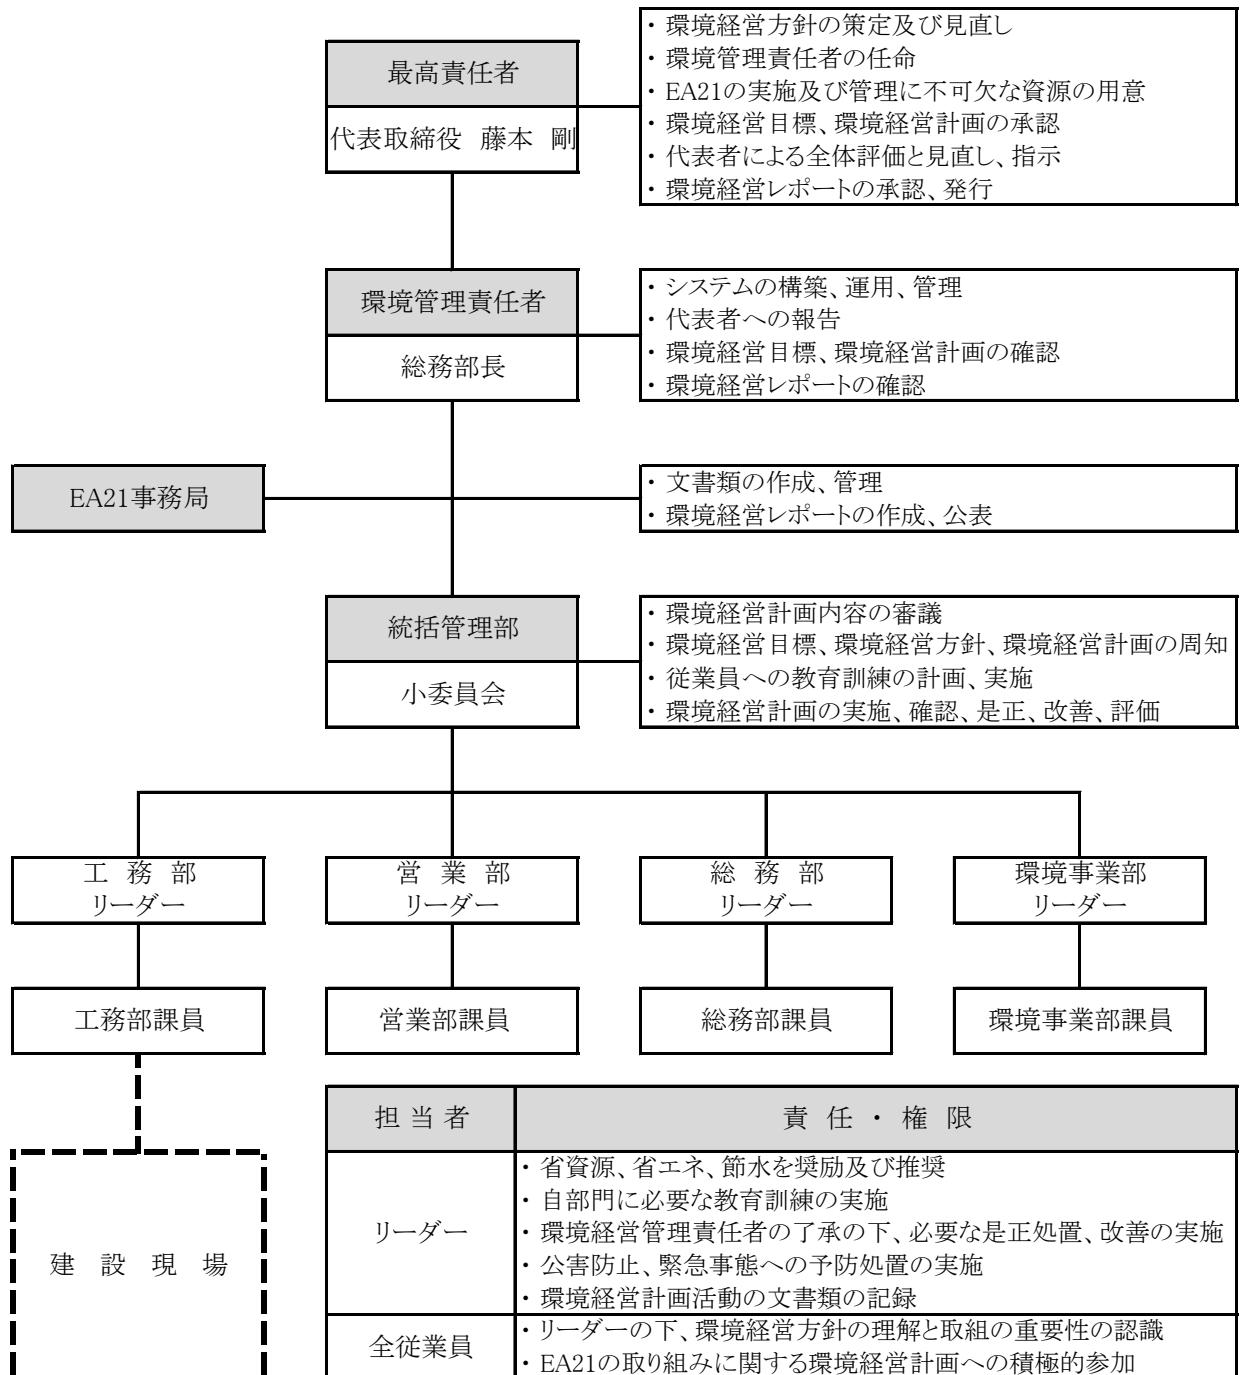 最高責任者
代表取締役 藤本 剛
・ 環境経営方針の策定及び見直し
・ 環境管理責任者の任命
・ EA21の実施及び管理に不可欠な資源の用意
・ 環境経営目標、環境経営計画の承認
・ 代表者による全体評価と見直し、指示
・ 環境経営レポートの承認、発行
環境管理責任者
総務部長
・ システムの構築、運用、管理
・ 代表者への報告
・ 環境経営目標、環境経営計画の確認
・ 環境経営レポートの確認
EA21事務局
・ 文書類の作成、管理
・ 環境経営レポートの作成、公表
統括管理部
小委員会
・ 環境経営計画内容の審議
・ 環境経営目標、環境経営方針、環境経営計画の周知
・ 従業員への教育訓練の計画、実施
・ 環境経営計画の実施、確認、是正、改善、評価
工 務 部
リーダー
営 業 部
リーダー
総 務 部
リーダー
環境事業部
リーダー
工務部課員
営業部課員
総務部課員
環境事業部課員
建 設 現 場
担 当 者
責 任 ・ 権 限
リーダー
・ 省資源、省エネ、節水を奨励及び推奨
・ 自部門に必要な教育訓練の実施
・ 環境経営管理責任者の了承の下、必要な是正処置、改善の実施
・ 公害防止、緊急事態への予防処置の実施
・ 環境経営計画活動の文書類の記録
全従業員
・ リーダーの下、環境経営方針の理解と取組の重要性の認識
・ EA21の取り組みに関する環境経営計画への積極的参加